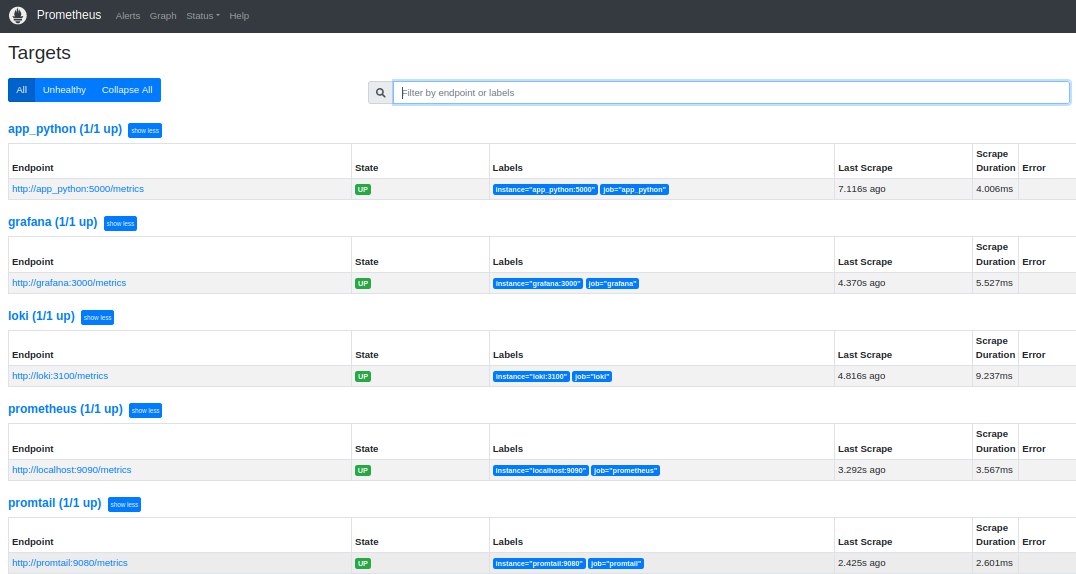 Prometheus Alerts Graph Status Help
Targets
All Unhealthy Collapse All
Filter by endpoint or labels
app_python (1/1 up) show less
Endpoint State Labels Last Scrape Scrape Duration Error
http://app_python:5000/metrics UP instance="app_python:5000" job="app_python" 7.116s ago 4.006ms
grafana (1/1 up) show less
Endpoint State Labels Last Scrape Scrape Duration Error
http://grafana:3000/metrics UP instance="grafana:3000" job="grafana" 4.370s ago 5.527ms
loki (1/1 up) show less
Endpoint State Labels Last Scrape Scrape Duration Error
http://loki:3100/metrics UP instance="loki:3100" job="loki" 4.816s ago 9.237ms
prometheus (1/1 up) show less
Endpoint State Labels Last Scrape Scrape Duration Error
http://localhost:9090/metrics UP instance="localhost:9090" job="prometheus" 3.292s ago 3.567ms
promtail (1/1 up) show less
Endpoint State Labels Last Scrape Scrape Duration Error
http://promtail:9080/metrics UP instance="promtail:9080" job="promtail" 2.425s ago 2.601ms